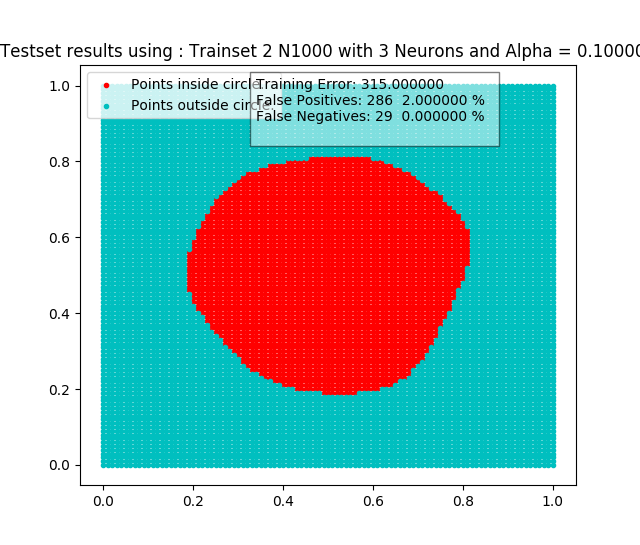 Testset results using : Trainset 2 N1000 with 3 Neurons and Alpha = 0.10000
Points inside circle
Points outside circle.
Training Error: 315.000000
False Positives: 286  2.000000 %
False Negatives: 29  0.000000 %
1.0
0.8
0.6
0.4
0.2
0.0
0.0 0.2 0.4 0.6 0.8 1.0